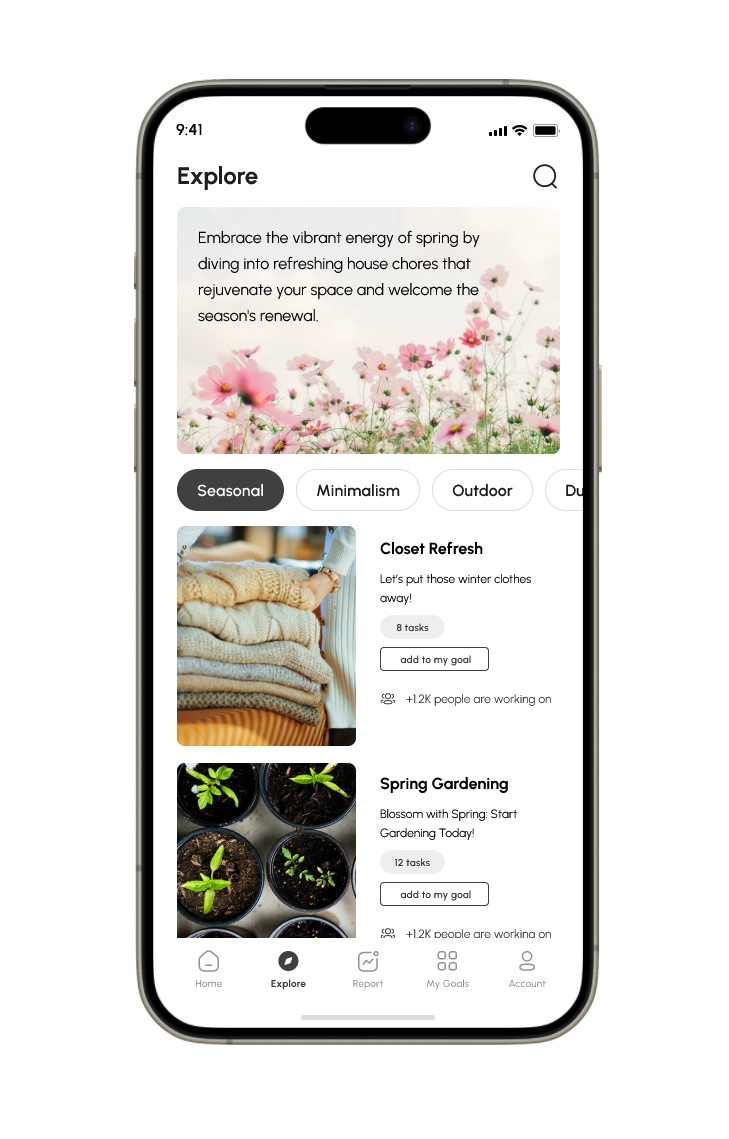 9:41
Explore
Embrace the vibrant energy of spring by
diving into refreshing house chores that
rejuvenate your space and welcome the
season's renewal.
Seasonal
Minimalism
Outdoor
Du
Closet Refresh
Let's put those winter clothes
away!
8 tasks
add to my goal
+1.2K people are working on
Spring Gardening
Blossom with Spring: Start
Gardening Today!
12 tasks
add to my goal
+1.2K people are working on
Home
Explore
Report
My Goals
Account